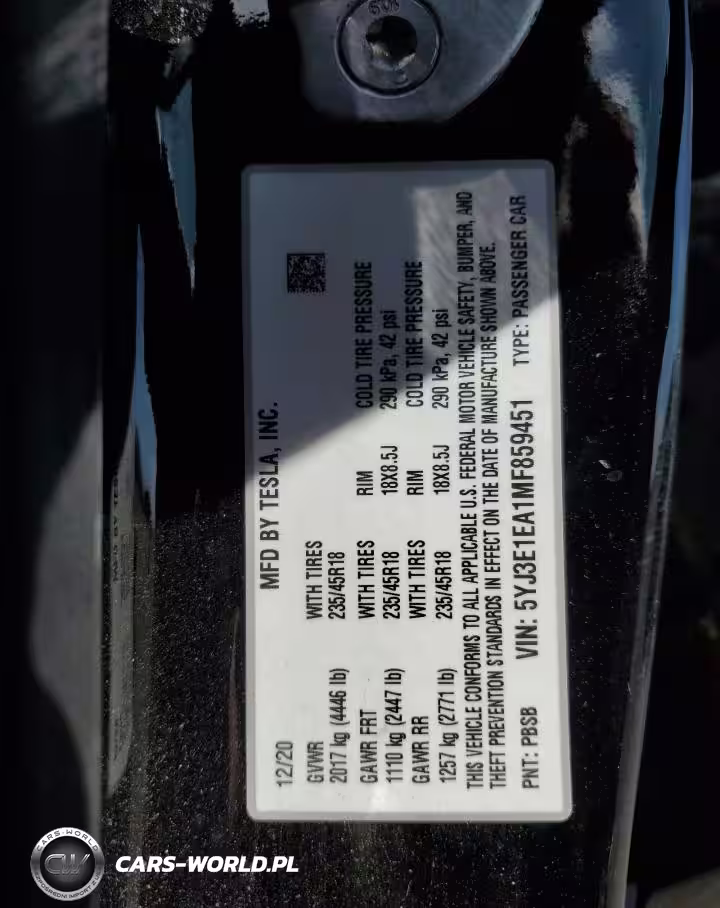 MFD BY TESLA, INC.
12/20
GVWR WITH TIRES
2017 kg (4446 lb) 235/45R18
GAWR FRT WITH TIRES RIM COLD TIRE PRESSURE
1110 kg (2447 lb) 235/45R18 18X8.5J 290 kPa, 42 psi
GAWR RR WITH TIRES RIM COLD TIRE PRESSURE
1257 kg (2771 lb) 235/45R18 18X8.5J 290 kPa, 42 psi
THIS VEHICLE CONFORMS TO ALL APPLICABLE U.S. FEDERAL MOTOR VEHICLE SAFETY, BUMPER, AND
THEFT PREVENTION STANDARDS IN EFFECT ON THE DATE OF MANUFACTURE SHOWN ABOVE.
PNT: PBSB VIN: 5YJ3E1EA1MF859451 TYPE: PASSENGER CAR
CARS-WORLD
CW
CARS-WORLD.PL